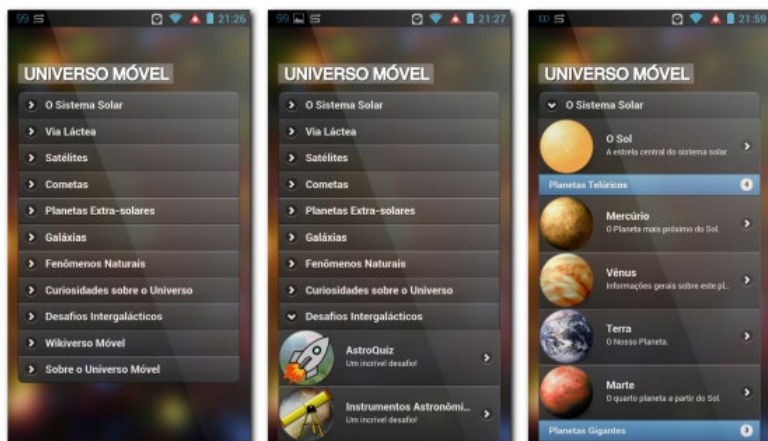 99 21:26
UNIVERSO MÓVEL
O Sistema Solar
Via Láctea
Satélites
Cometas
Planetas Extra-solares
Galáxias
Fenômenos Naturais
Curiosidades sobre o Universo
Desafios Intergalácticos
Wikiverso Móvel
Sobre o Universo Móvel
99 21:27
UNIVERSO MÓVEL
O Sistema Solar
Via Láctea
Satélites
Cometas
Planetas Extra-solares
Galáxias
Fenômenos Naturais
Curiosidades sobre o Universo
Desafios Intergalácticos
AstroQuiz
Um incrível desafio!
Instrumentos Astronômi...
Um incrível desafio!
100 21:59
UNIVERSO MÓVEL
O Sistema Solar
O Sol
A estrela central do sistema solar.
Planetas Telúricos 4
Mercúrio
O Planeta mais próximo do Sol.
Vênus
Informações gerais sobre este pl...
Terra
O Nosso Planeta.
Marte
O quarto planeta a partir do Sol.
Planetas Gigantes 3